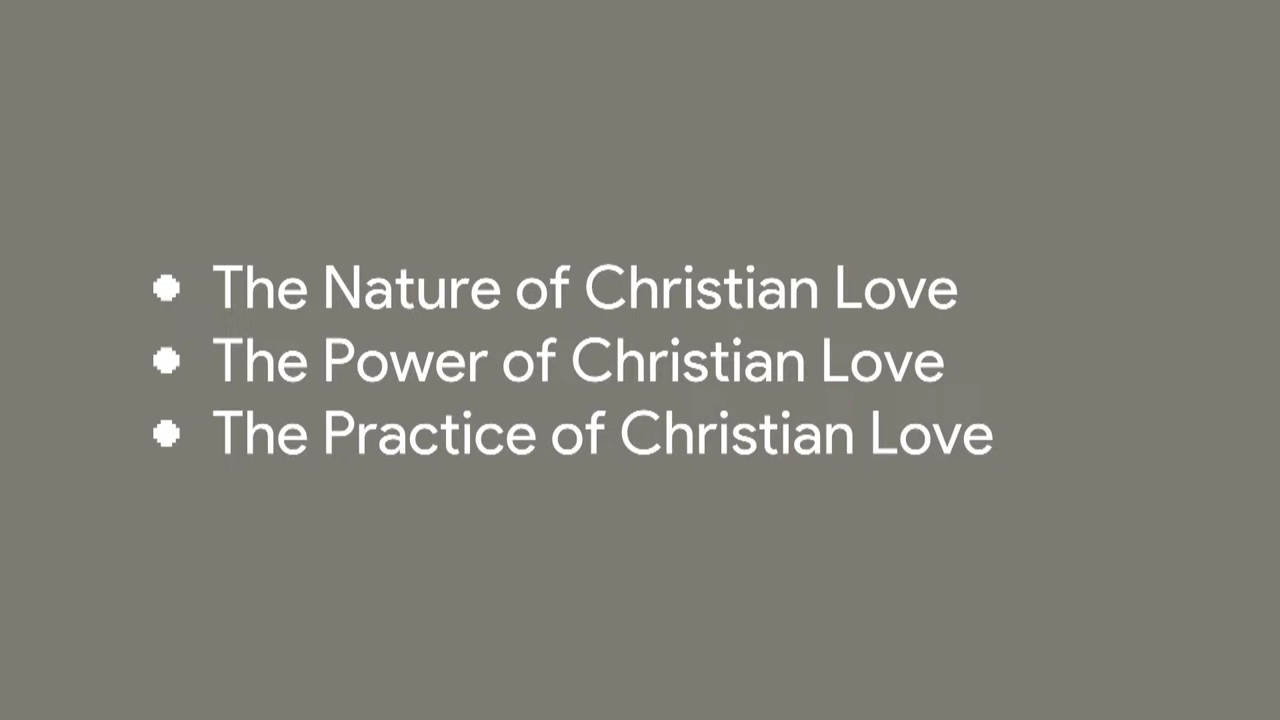 • The Nature of Christian Love
• The Power of Christian Love
• The Practice of Christian Love